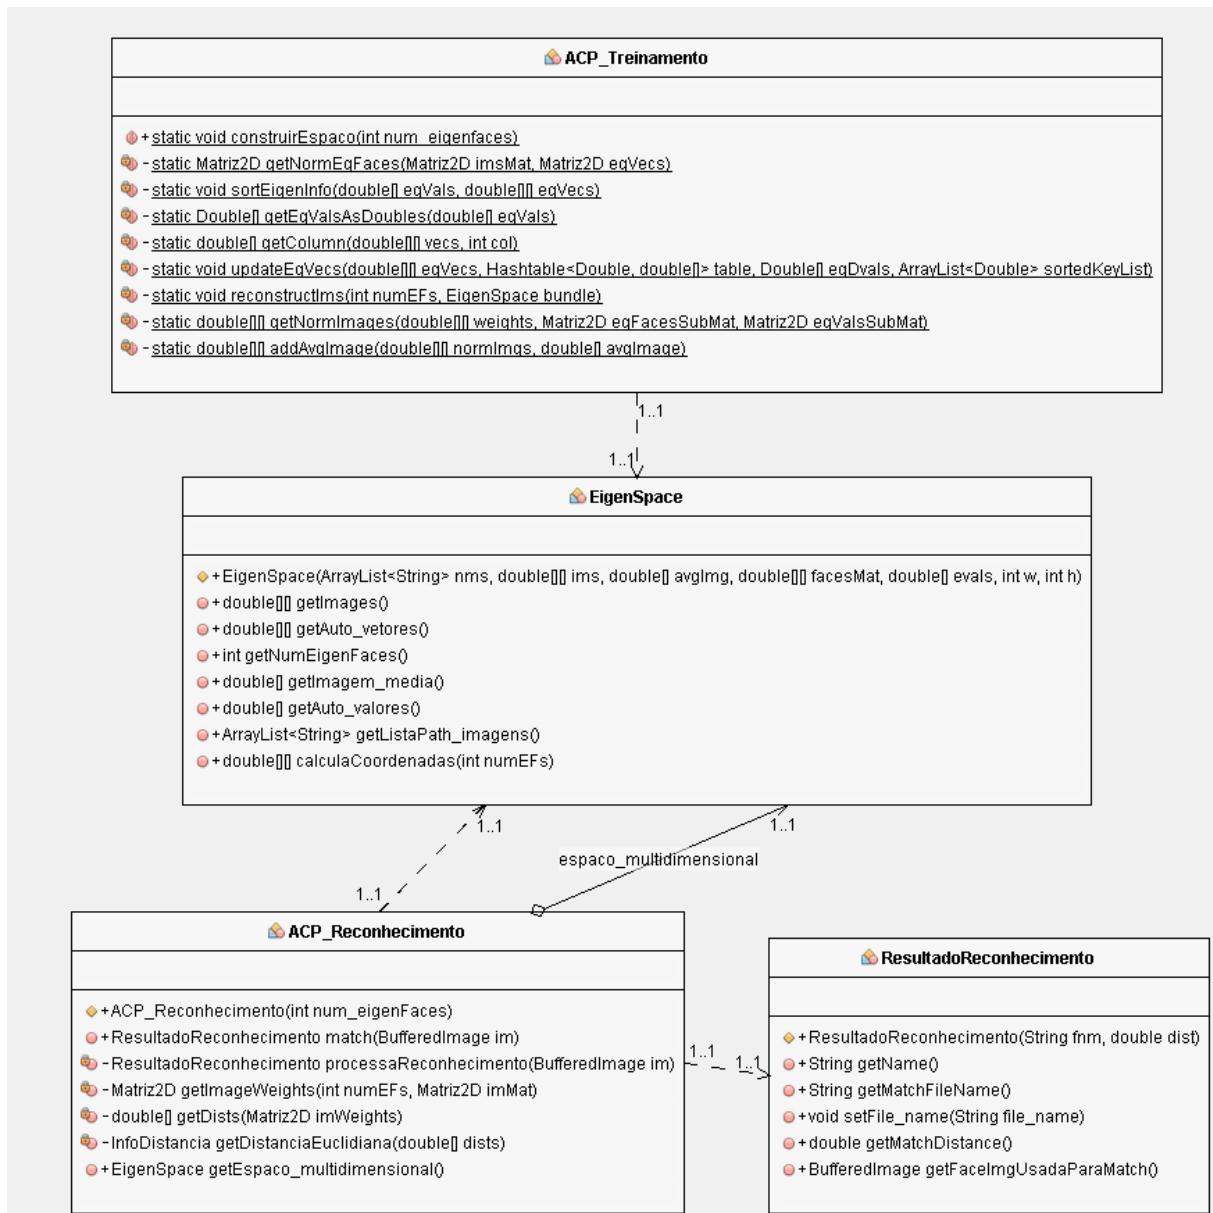 ACP_Treinamento
+ static void construirEspaco(int num_eigenfaces)
- static Matriz2D getNormEgFaces(Matriz2D imsMat, Matriz2D egVecs)
- static void sortEigenInfo(double[] egVals, double[][] egVecs)
- static Double[] getEgValsAsDoubles(double[] egVals)
- static double[] getColumn(double[][] vecs, int col)
- static void updateEgVecs(double[][] egVecs, Hashtable<Double, double[]> table, Double[] egDvals, ArrayList<Double> sortedKeyList)
- static void reconstructIms(int numEFs, EigenSpace bundle)
- static double[][] getNormImages(double[][] weights, Matriz2D egFacesSubMat, Matriz2D egValsSubMat)
- static double[][] addAvgImage(double[][] normImgs, double[] avgImage)
1..1
1..1
EigenSpace
+EigenSpace(ArrayList<String> nms, double[][] ims, double[] avgImg, double[][] facesMat, double[] evals, int w, int h)
+double[][] getImages()
+double[][] getAuto_vetores()
+int getNumEigenFaces()
+double[] getImagem_media()
+double[] getAuto_valores()
+ArrayList<String> getListaPath_imagens()
+double[][] calculaCoordenadas(int numEFs)
1..1
1..1
espaco_multidimensional
1..1
ACP_Reconhecimento
+ACP_Reconhecimento(int num_eigenFaces)
+ResultadoReconhecimento match(BufferedImage im)
-ResultadoReconhecimento processaReconhecimento(BufferedImage im)
-Matriz2D getImageWeights(int numEFs, Matriz2D imMat)
-double[] getDists(Matriz2D imWeights)
-InfoDistancia getDistanciaEuclidiana(double[] dists)
+EigenSpace getEspaco_multidimensional()
1..1
1..1
ResultadoReconhecimento
+ResultadoReconhecimento(String fnm, double dist)
+String getName()
+String getMatchFileName()
+void setFile_name(String file_name)
+double getMatchDistance()
+BufferedImage getFaceImgUsadaParaMatch()